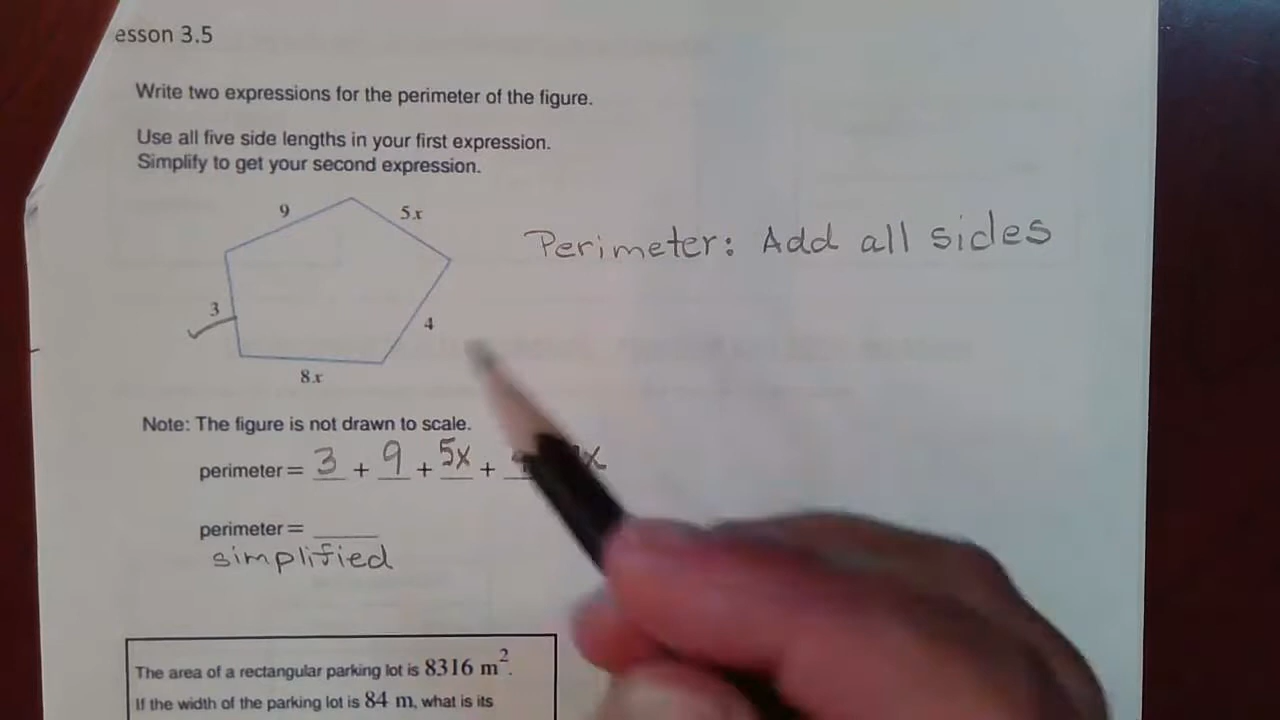 esson 3.5
Write two expressions for the perimeter of the figure.
Use all five side lengths in your first expression.
Simplify to get your second expression.
9
5x
Perimeter: Add all sides
3
4
8x
Note: The figure is not drawn to scale.
perimeter = 3 + 9 + 5x +
perimeter =
simplified
The area of a rectangular parking lot is 8316 m².
If the width of the parking lot is 84 m, what is its